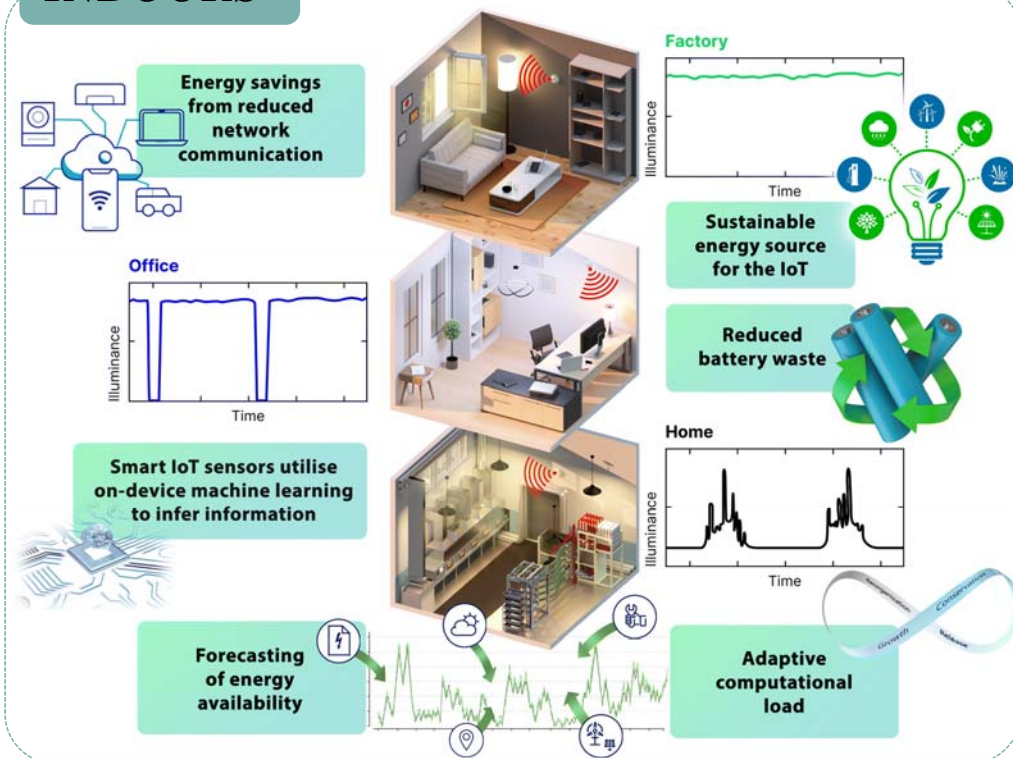 INDOORS
Energy savings
from reduced
network
communication
Factory
Illuminance
Time
Sustainable
energy source
for the IoT
Office
Illuminance
Time
Reduced
battery waste
Smart IoT sensors utilise
on-device machine learning
to infer information
Home
Illuminance
Time
Reorganization
Conservation
Growth
Release
Forecasting
of energy
availability
Adaptive
computational
load